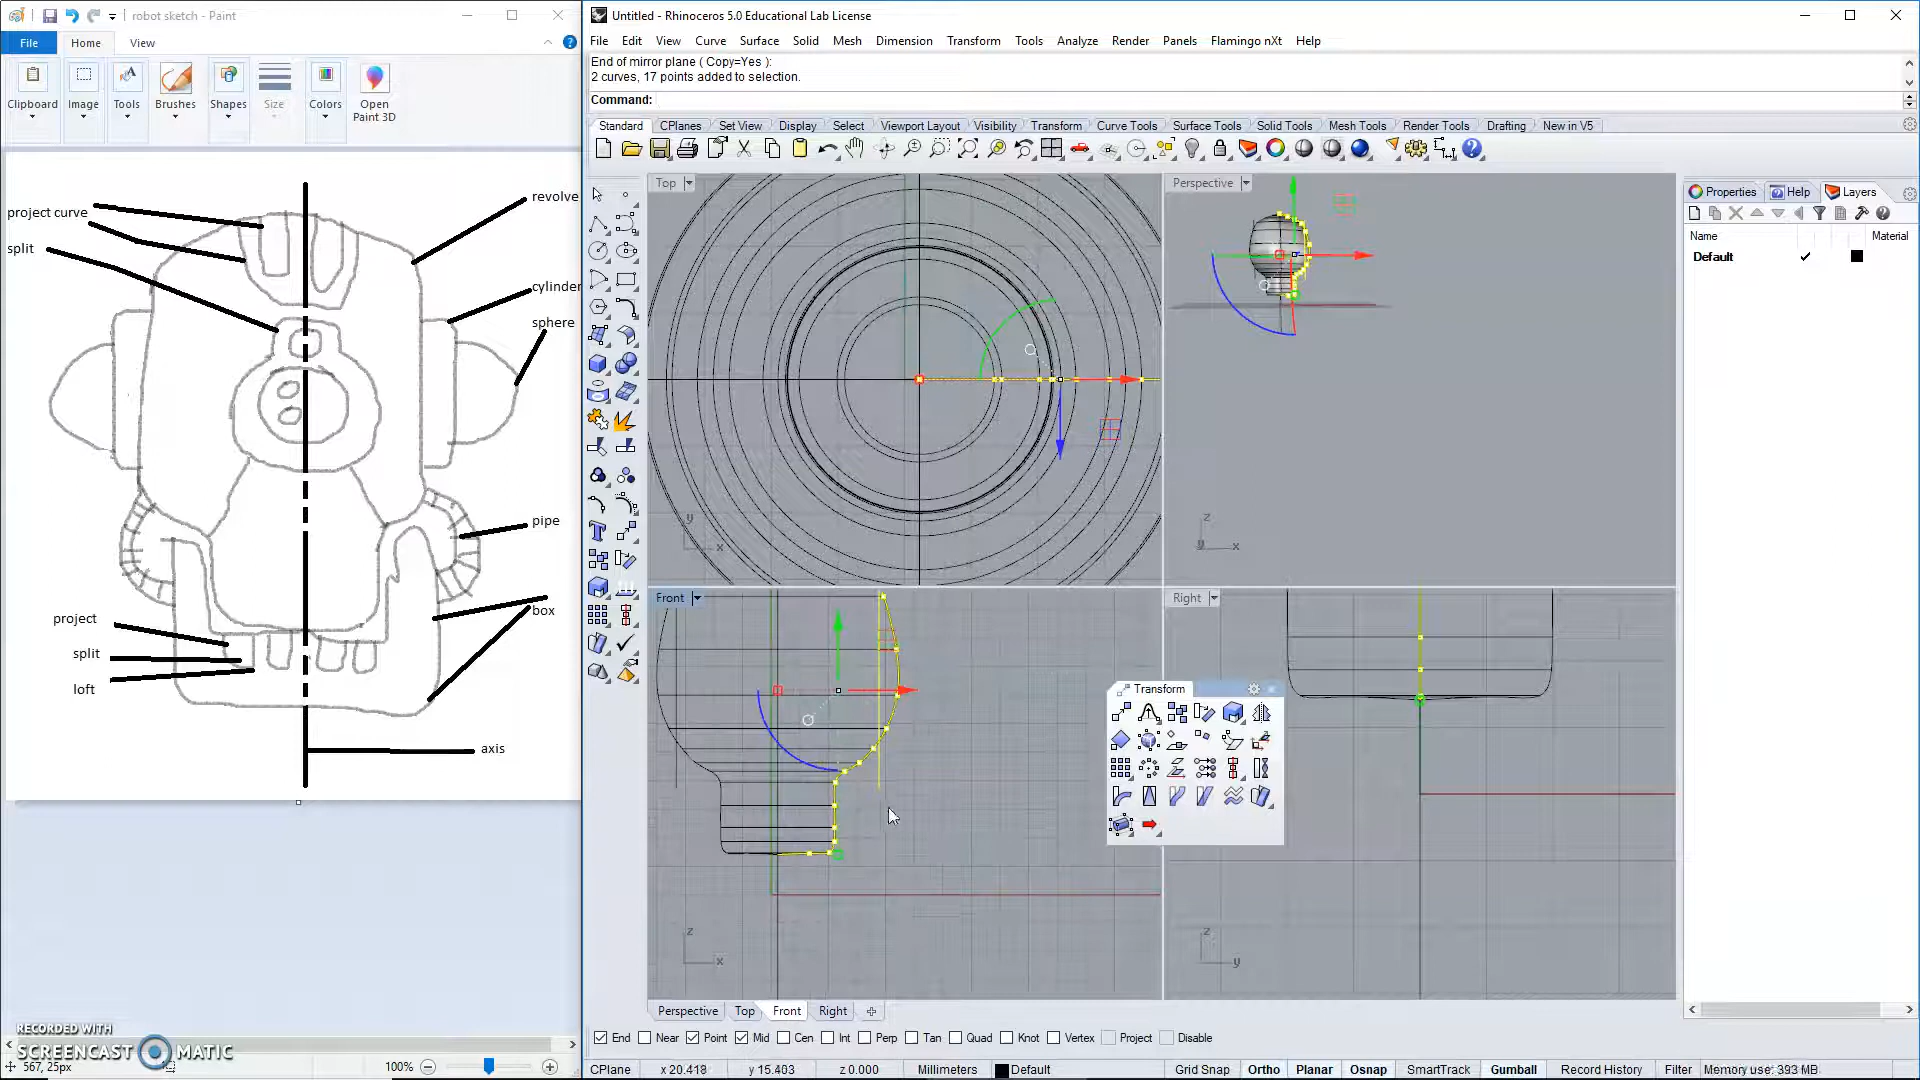 robot sketch - Paint
File Home View
Clipboard Image Tools Brushes Shapes Size Colors Open Paint 3D
project curve
split
revolve
cylinder
sphere
pipe
project
box
split
loft
axis
RECORDED WITH
SCREENCAST MATIC
567, 25px
100%
Untitled - Rhinoceros 5.0 Educational Lab License
File Edit View Curve Surface Solid Mesh Dimension Transform Tools Analyze Render Panels Flamingo nXt Help
End of mirror plane ( Copy=Yes ):
2 curves, 17 points added to selection.
Command:
Standard CPlanes Set View Display Select Viewport Layout Visibility Transform Curve Tools Surface Tools Solid Tools Mesh Tools Render Tools Drafting New in V5
Top
y
x
Perspective
z
y x
Front
z
x
Right
z
y
Transform
Properties Help Layers
Name Material
Default
Perspective Top Front Right
End Near Point Mid Cen Int Perp Tan Quad Knot Vertex Project Disable
CPlane x 20.418 y 15.403 z 0.000 Millimeters Default Grid Snap Ortho Planar Osnap SmartTrack Gumball Record History Filter Memory use: 393 MB